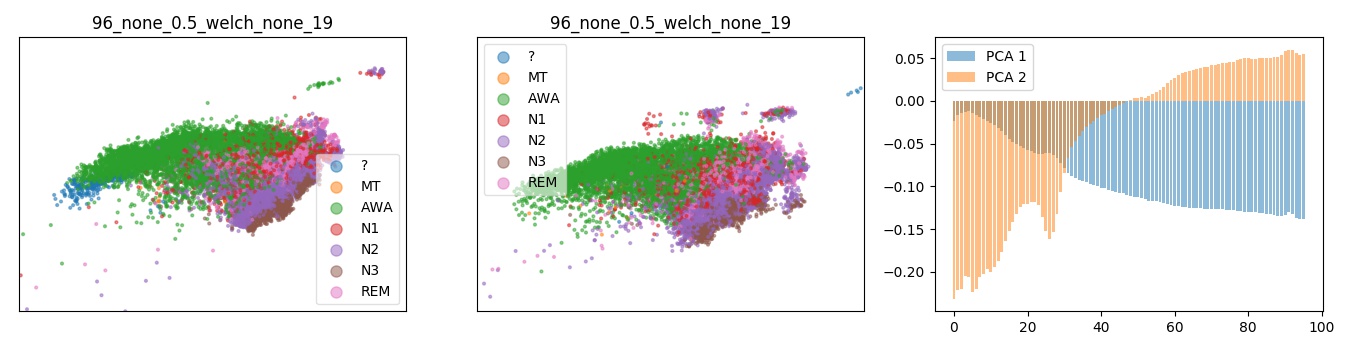 96_none_0.5_welch_none_19
?
MT
AWA
N1
N2
N3
REM
96_none_0.5_welch_none_19
?
MT
AWA
N1
N2
N3
REM
PCA 1
PCA 2
0.05
0.00
−0.05
−0.10
−0.15
−0.20
0 20 40 60 80 100